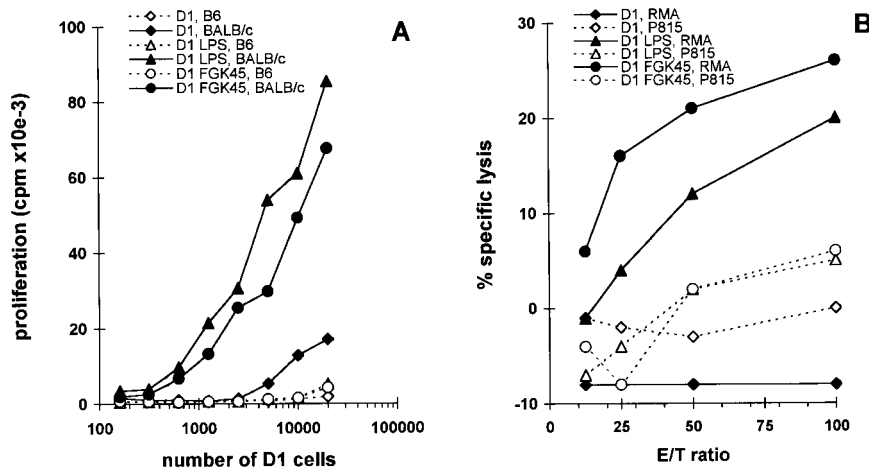 A
D1, B6
D1, BALB/c
D1 LPS, B6
D1 LPS, BALB/c
D1 FGK45, B6
D1 FGK45, BALB/c
proliferation (cpm x10e-3)
100
80
60
40
20
0
100 1000 10000 100000
number of D1 cells
B
D1, RMA
D1, P815
D1 LPS, RMA
D1 LPS, P815
D1 FGK45, RMA
D1 FGK45, P815
% specific lysis
30
20
10
0
-10
0 25 50 75 100
E/T ratio